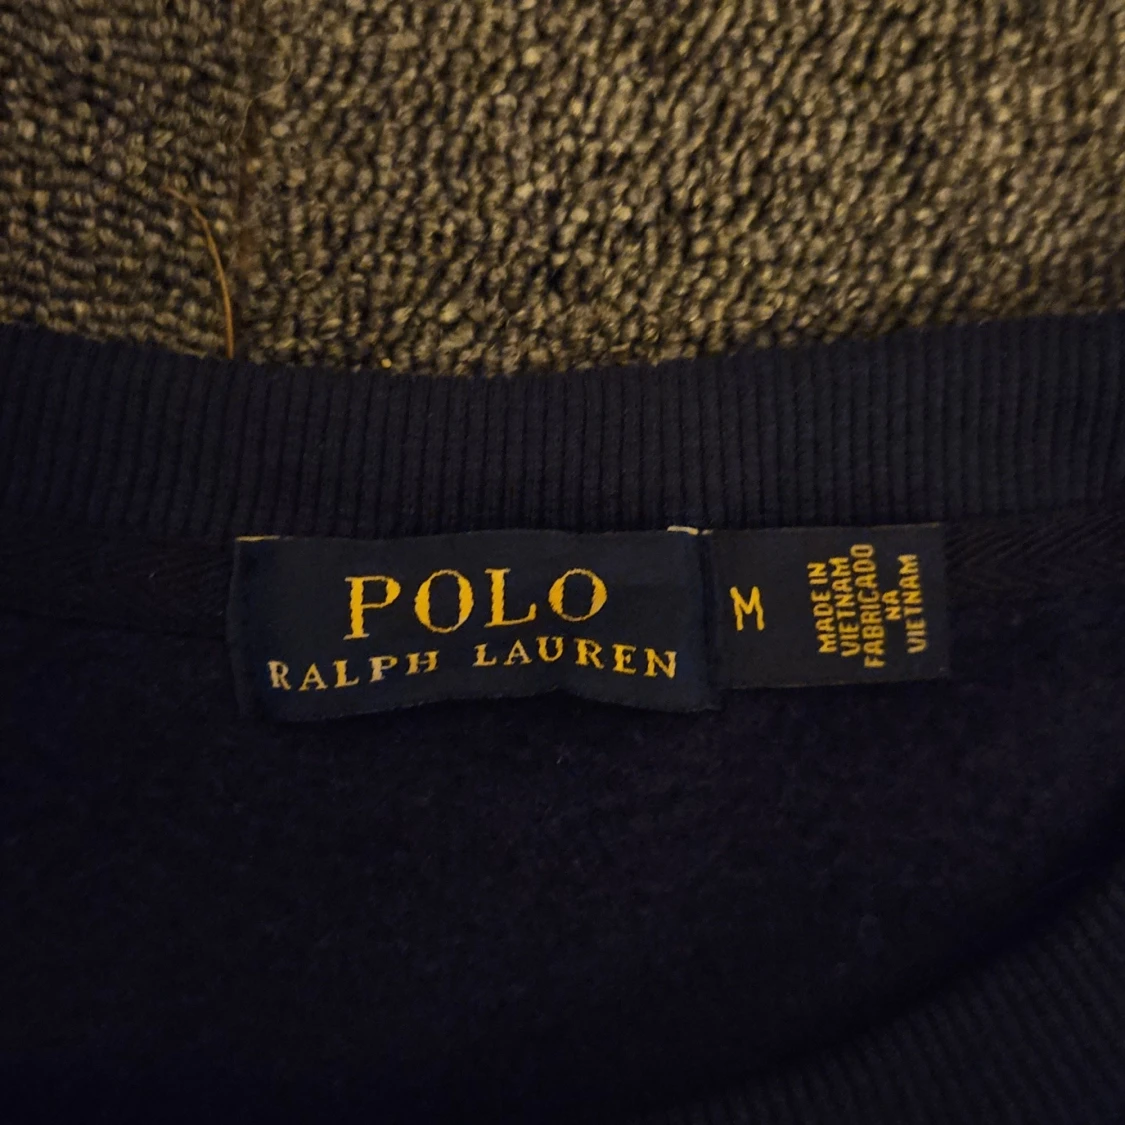 POLO
RALPH LAUREN
M
MADE IN
VIETNAM
FABRICADO
NA
VIETNAM